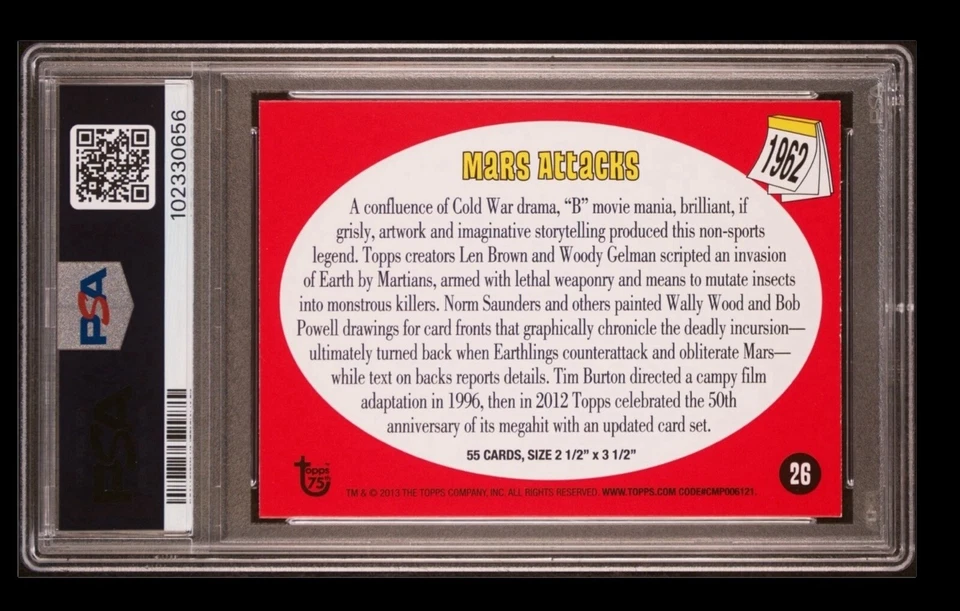 102330656
PSA
Mars Attacks
1962
A confluence of Cold War drama, “B” movie mania, brilliant, if
grisly, artwork and imaginative storytelling produced this non-sports
legend. Topps creators Len Brown and Woody Gelman scripted an invasion
of Earth by Martians, armed with lethal weaponry and means to mutate insects
into monstrous killers. Norm Saunders and others painted Wally Wood and Bob
Powell drawings for card fronts that graphically chronicle the deadly incursion—
ultimately turned back when Earthlings counterattack and obliterate Mars—
while text on backs reports details. Tim Burton directed a campy film
adaptation in 1996, then in 2012 Topps celebrated the 50th
anniversary of its megahit with an updated card set.
55 CARDS, SIZE 2 1/2” x 3 1/2”
26
Topps 75th
TM & © 2013 THE TOPPS COMPANY, INC. ALL RIGHTS RESERVED. WWW.TOPPS.COM CODE#CMP006121.